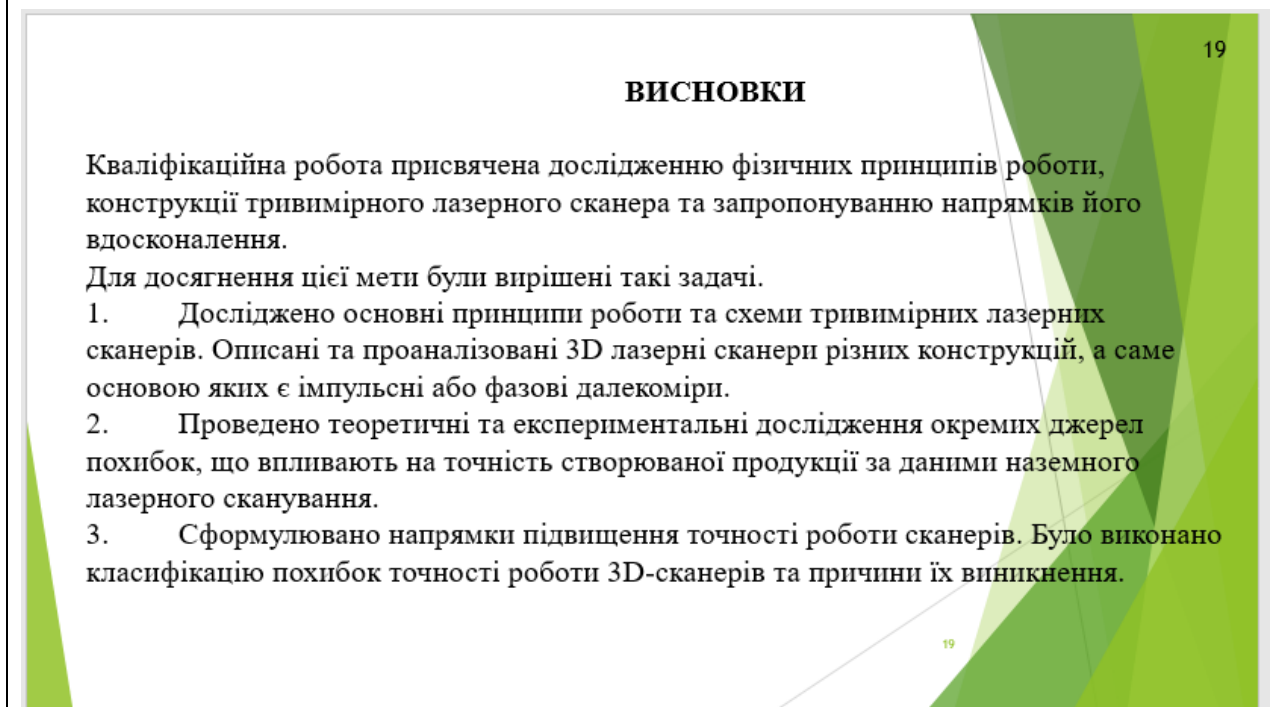 19
ВИСНОВКИ
Кваліфікаційна робота присвячена дослідженню фізичних принципів роботи,
конструкції тривимірного лазерного сканера та запропонуванню напрямків його
вдосконалення.
Для досягнення цієї мети були вирішені такі задачі.
1. Досліджено основні принципи роботи та схеми тривимірних лазерних
сканерів. Описані та проаналізовані 3D лазерні сканери різних конструкцій, а саме
основою яких є імпульсні або фазові далекоміри.
2. Проведено теоретичні та експериментальні дослідження окремих джерел
похибок, що впливають на точність створюваної продукції за даними наземного
лазерного сканування.
3. Сформулювано напрямки підвищення точності роботи сканерів. Було виконано
класифікацію похибок точності роботи 3D-сканерів та причини їх виникнення.
19